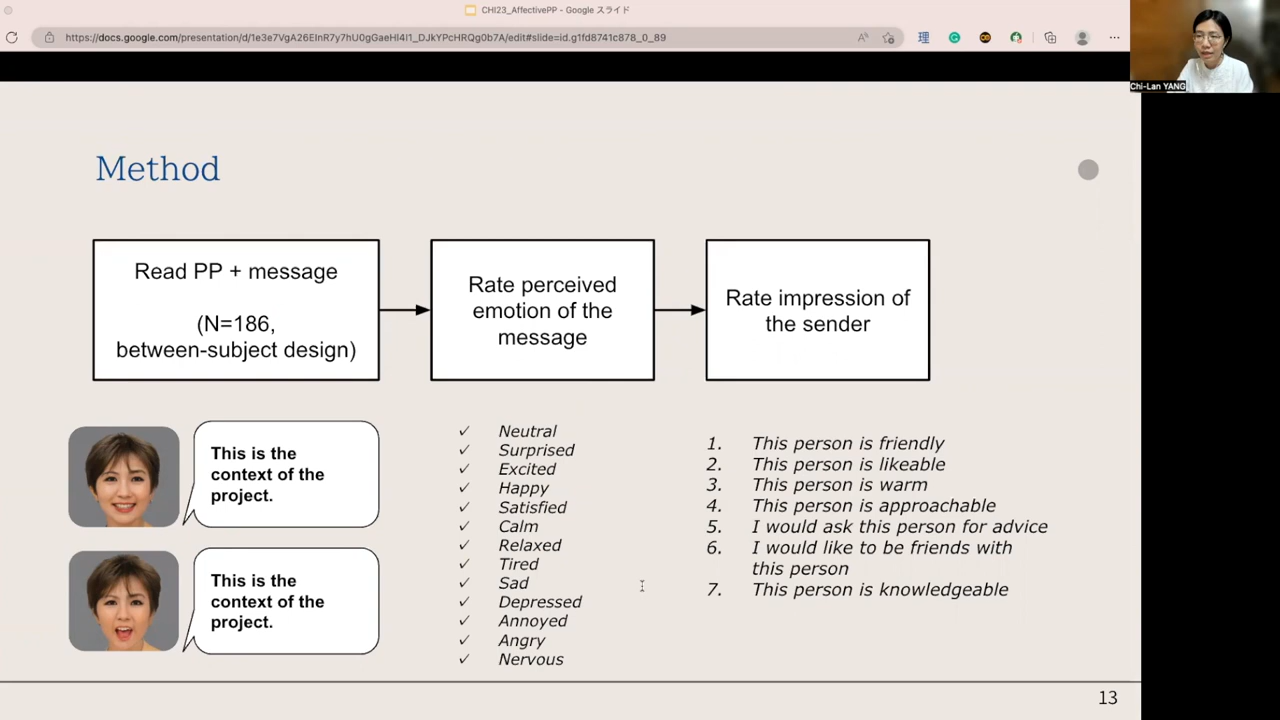 CHI23_AffectivePP - Google スライド
https://docs.google.com/presentation/d/1e3e7VgA26EInR7y7hU0gGaeHI4I1_DJkYPcHRQg0b7A/edit#slide=id.g1fd8741c878_0_89
理
Chi-Lan YANG
Method
Read PP + message
(N=186,
between-subject design)
Rate perceived
emotion of the
message
Rate impression of
the sender
This is the
context of the
project.
This is the
context of the
project.
✓ Neutral
✓ Surprised
✓ Excited
✓ Happy
✓ Satisfied
✓ Calm
✓ Relaxed
✓ Tired
✓ Sad
✓ Depressed
✓ Annoyed
✓ Angry
✓ Nervous
1. This person is friendly
2. This person is likeable
3. This person is warm
4. This person is approachable
5. I would ask this person for advice
6. I would like to be friends with
this person
7. This person is knowledgeable
13